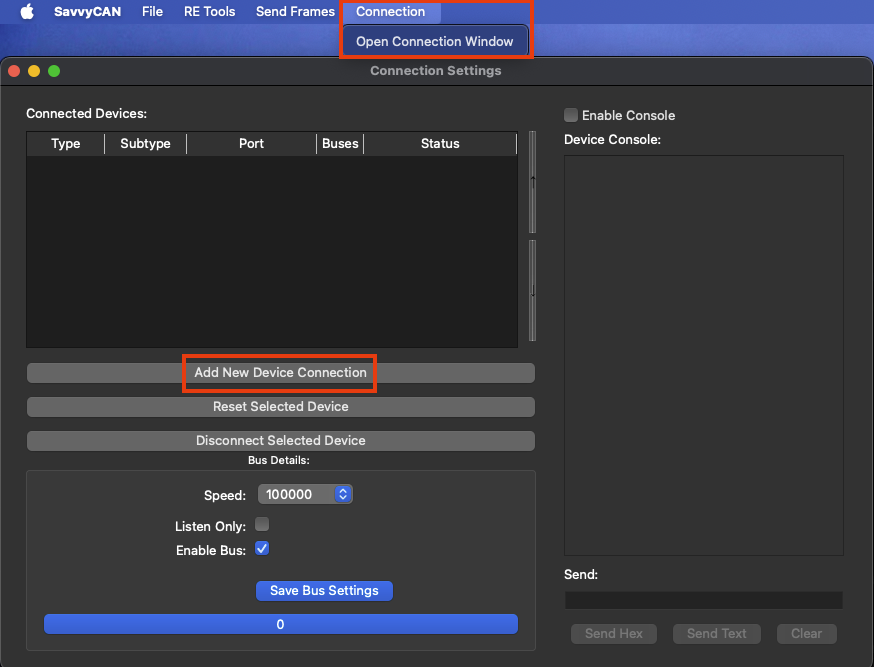 SavvyCAN File RE Tools Send Frames Connection
Open Connection Window
Connection Settings
Connected Devices:
Type Subtype Port Buses Status
↑
↓
Add New Device Connection
Reset Selected Device
Disconnect Selected Device
Bus Details:
Speed: 100000
Listen Only:
Enable Bus:
Save Bus Settings
0
Enable Console
Device Console:
Send:
Send Hex Send Text Clear